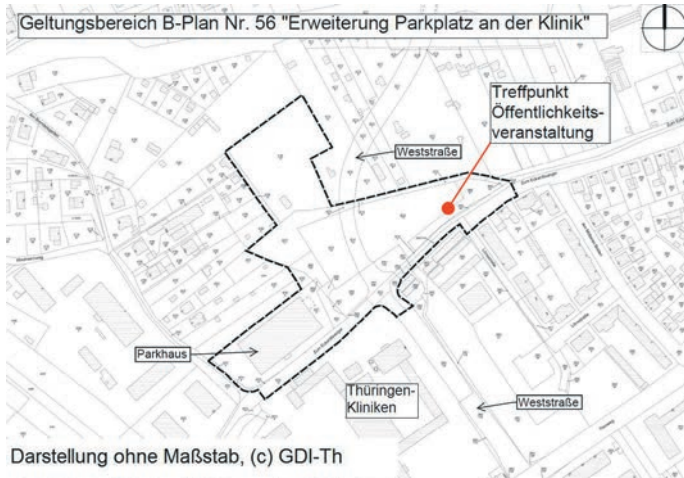 Geltungsbereich B-Plan Nr. 56 "Erweiterung Parkplatz an der Klinik"
Treffpunkt
Öffentlichkeits-
veranstaltung
Weststraße
Parkhaus
Thüringen-
Kliniken
Weststraße
Darstellung ohne Maßstab, (c) GDI-Th